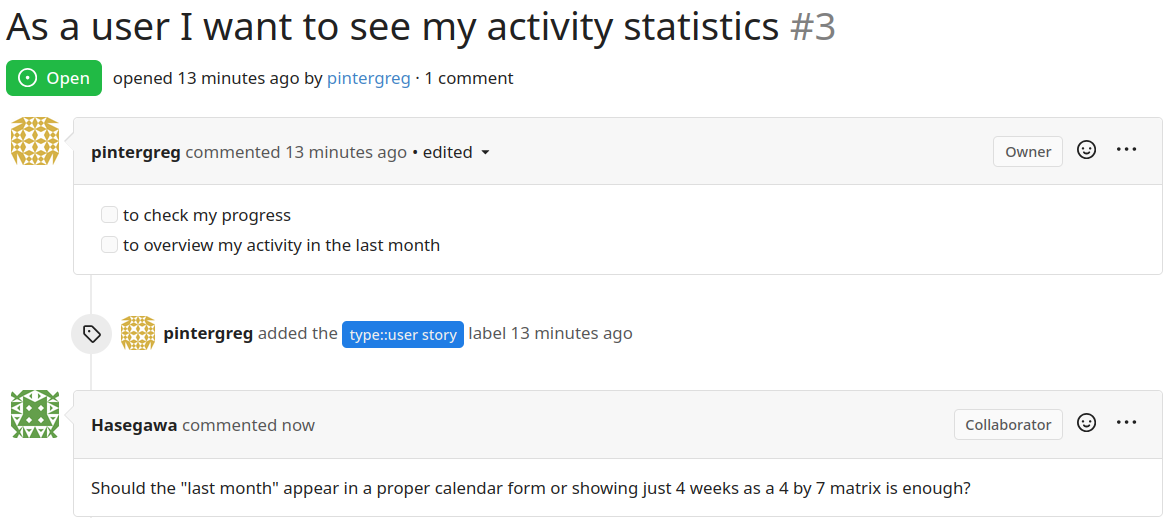 As a user I want to see my activity statistics #3
Open opened 13 minutes ago by pintergreg · 1 comment
pintergreg commented 13 minutes ago • edited Owner
to check my progress
to overview my activity in the last month
pintergreg added the type::user story label 13 minutes ago
Hasegawa commented now Collaborator
Should the "last month" appear in a proper calendar form or showing just 4 weeks as a 4 by 7 matrix is enough?